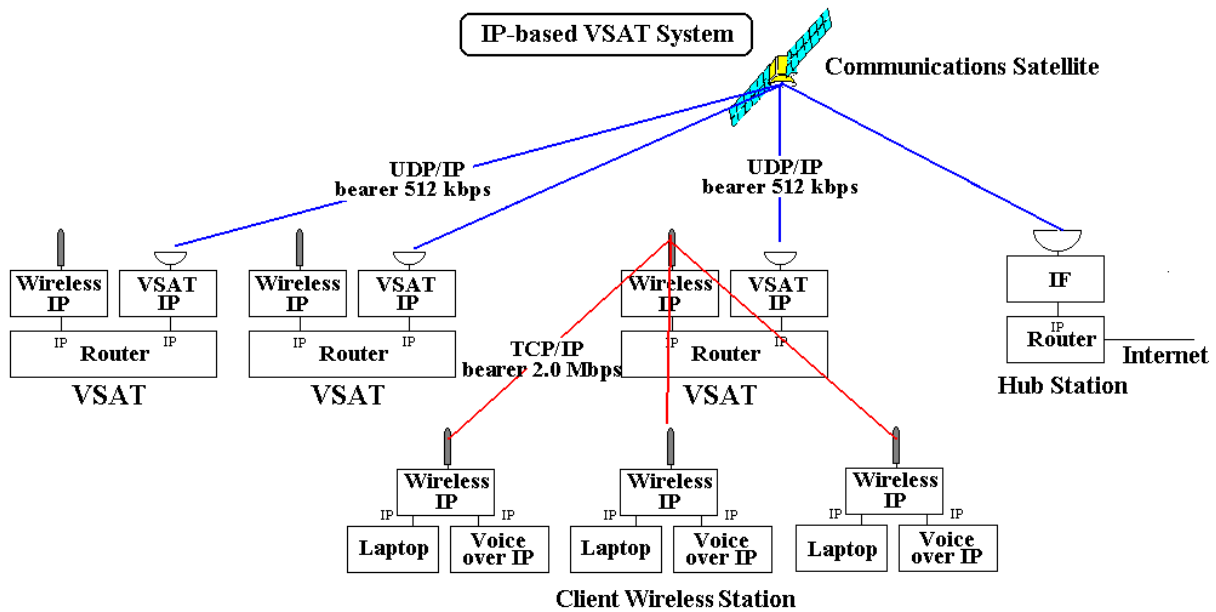 IP-based VSAT System
Communications Satellite
UDP/IP
bearer 512 kbps
UDP/IP
bearer 512 kbps
Wireless
IP
VSAT
IP
Wireless
IP
VSAT
IP
Wireless
IP
VSAT
IP
IF
IP
IP
Router
IP
IP
Router
IP
IP
Router
IP
Router
Internet
VSAT
VSAT
VSAT
Hub Station
TCP/IP
bearer 2.0 Mbps
Wireless
IP
Wireless
IP
Wireless
IP
IP
IP
IP
IP
IP
IP
Laptop
Voice
over IP
Laptop
Voice
over IP
Laptop
Voice
over IP
Client Wireless Station